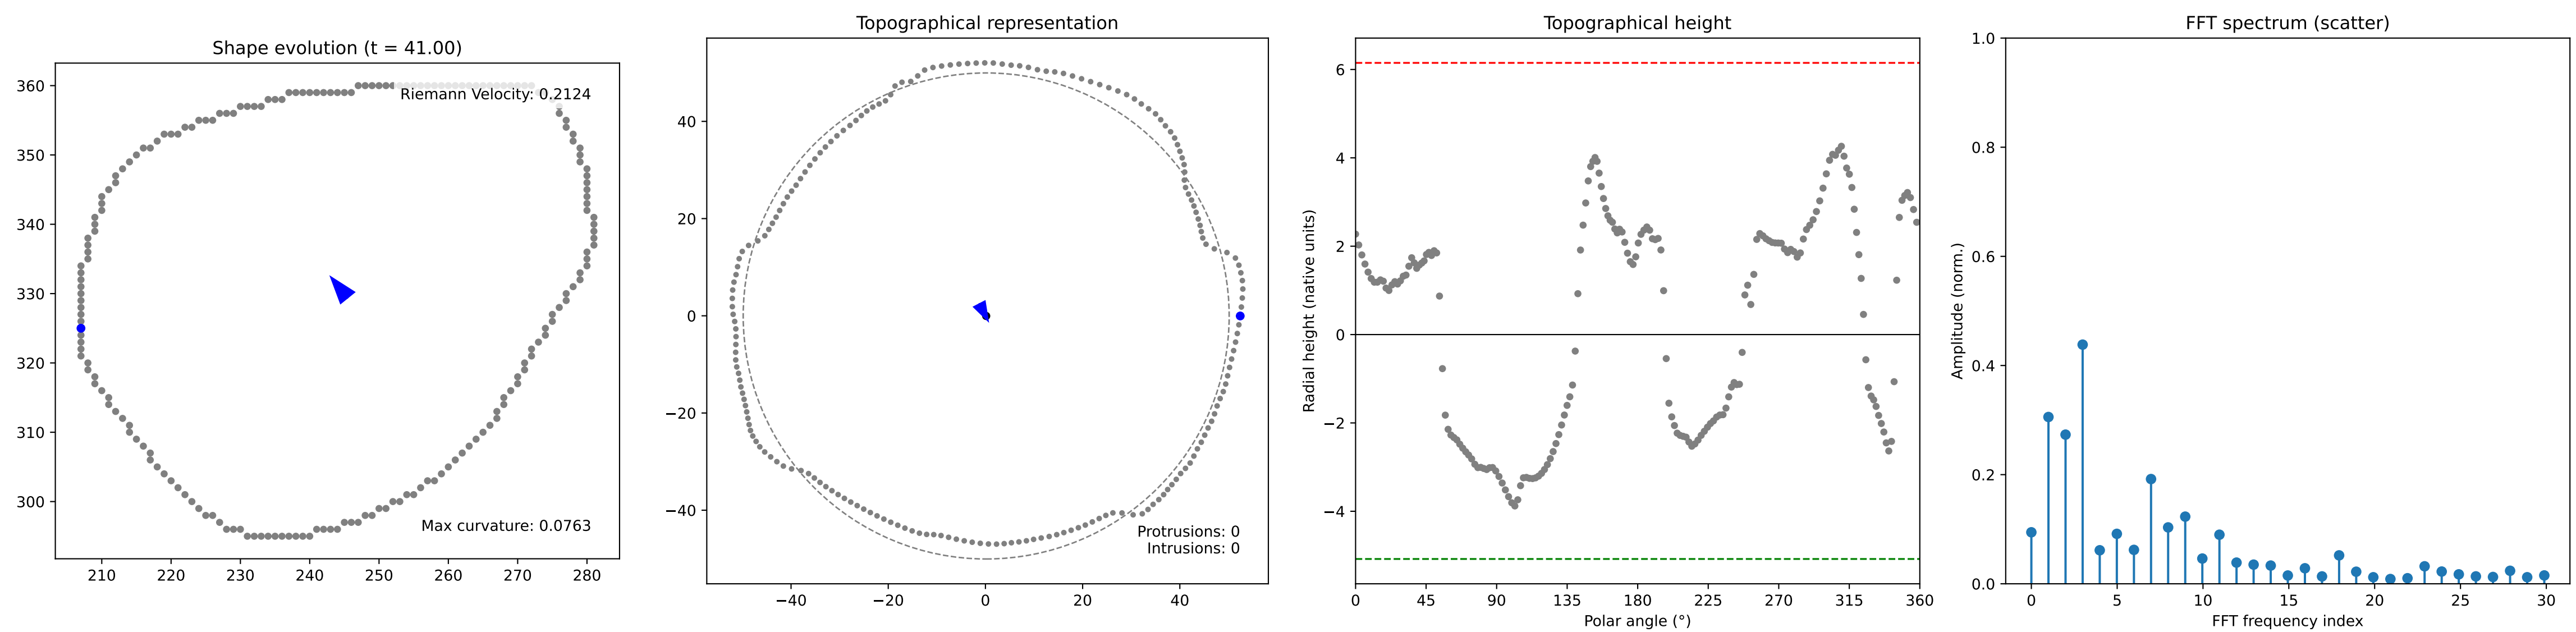 Shape evolution (t = 41.00)
360
350
340
330
320
310
300
Riemann Velocity: 0.2124
Max curvature: 0.0763
210 220 230 240 250 260 270 280
Topographical representation
40
20
0
−20
−40
Protrusions: 0
Intrusions: 0
−40 −20 0 20 40
Topographical height
Radial height (native units)
6
4
2
0
−2
−4
0 45 90 135 180 225 270 315 360
Polar angle (°)
FFT spectrum (scatter)
Amplitude (norm.)
1.0
0.8
0.6
0.4
0.2
0.0
0 5 10 15 20 25 30
FFT frequency index